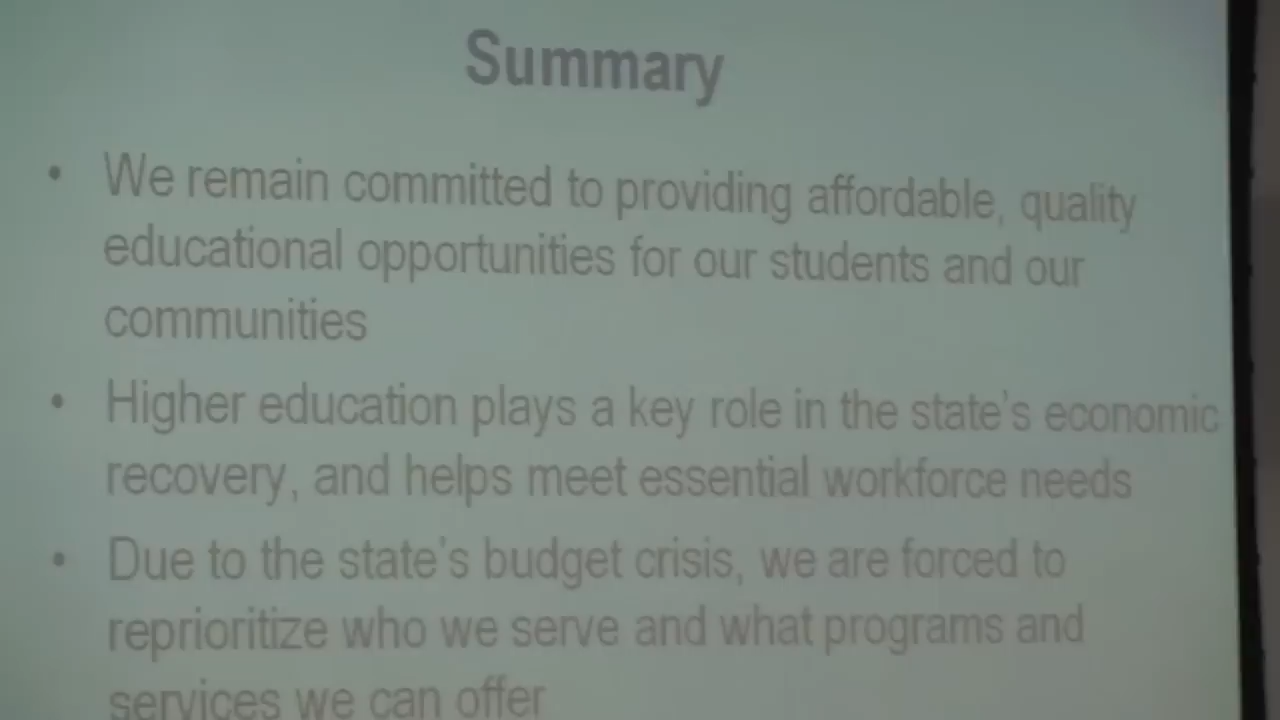 Summary
• We remain committed to providing affordable, quality
educational opportunities for our students and our
communities
• Higher education plays a key role in the state's economic
recovery, and helps meet essential workforce needs
• Due to the state's budget crisis, we are forced to
reprioritize who we serve and what programs and
services we can offer